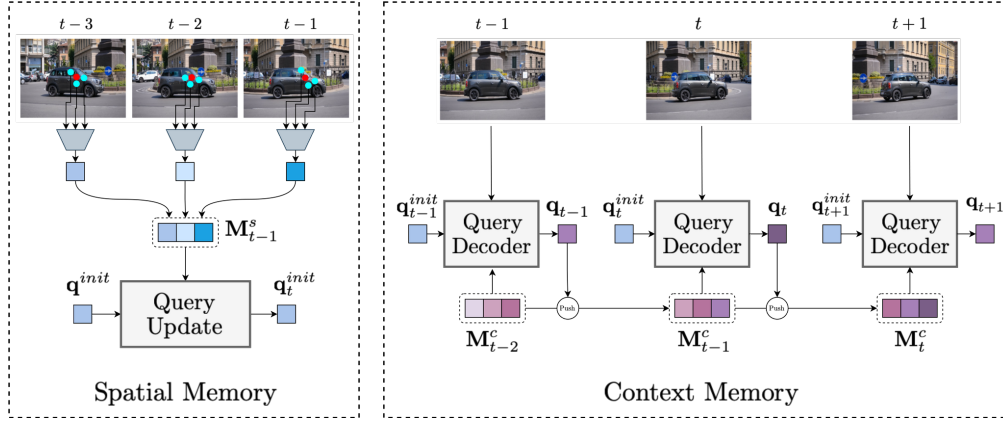 t − 3 t − 2 t − 1
M^s_{t−1}
q^{init} q^{init}_t
Query
Update
Spatial Memory
t − 1 t t + 1
q^{init}_{t−1} q_{t−1} q^{init}_t q_t q^{init}_{t+1} q_{t+1}
Query Query Query
Decoder Decoder Decoder
Push Push
M^c_{t−2} M^c_{t−1} M^c_t
Context Memory